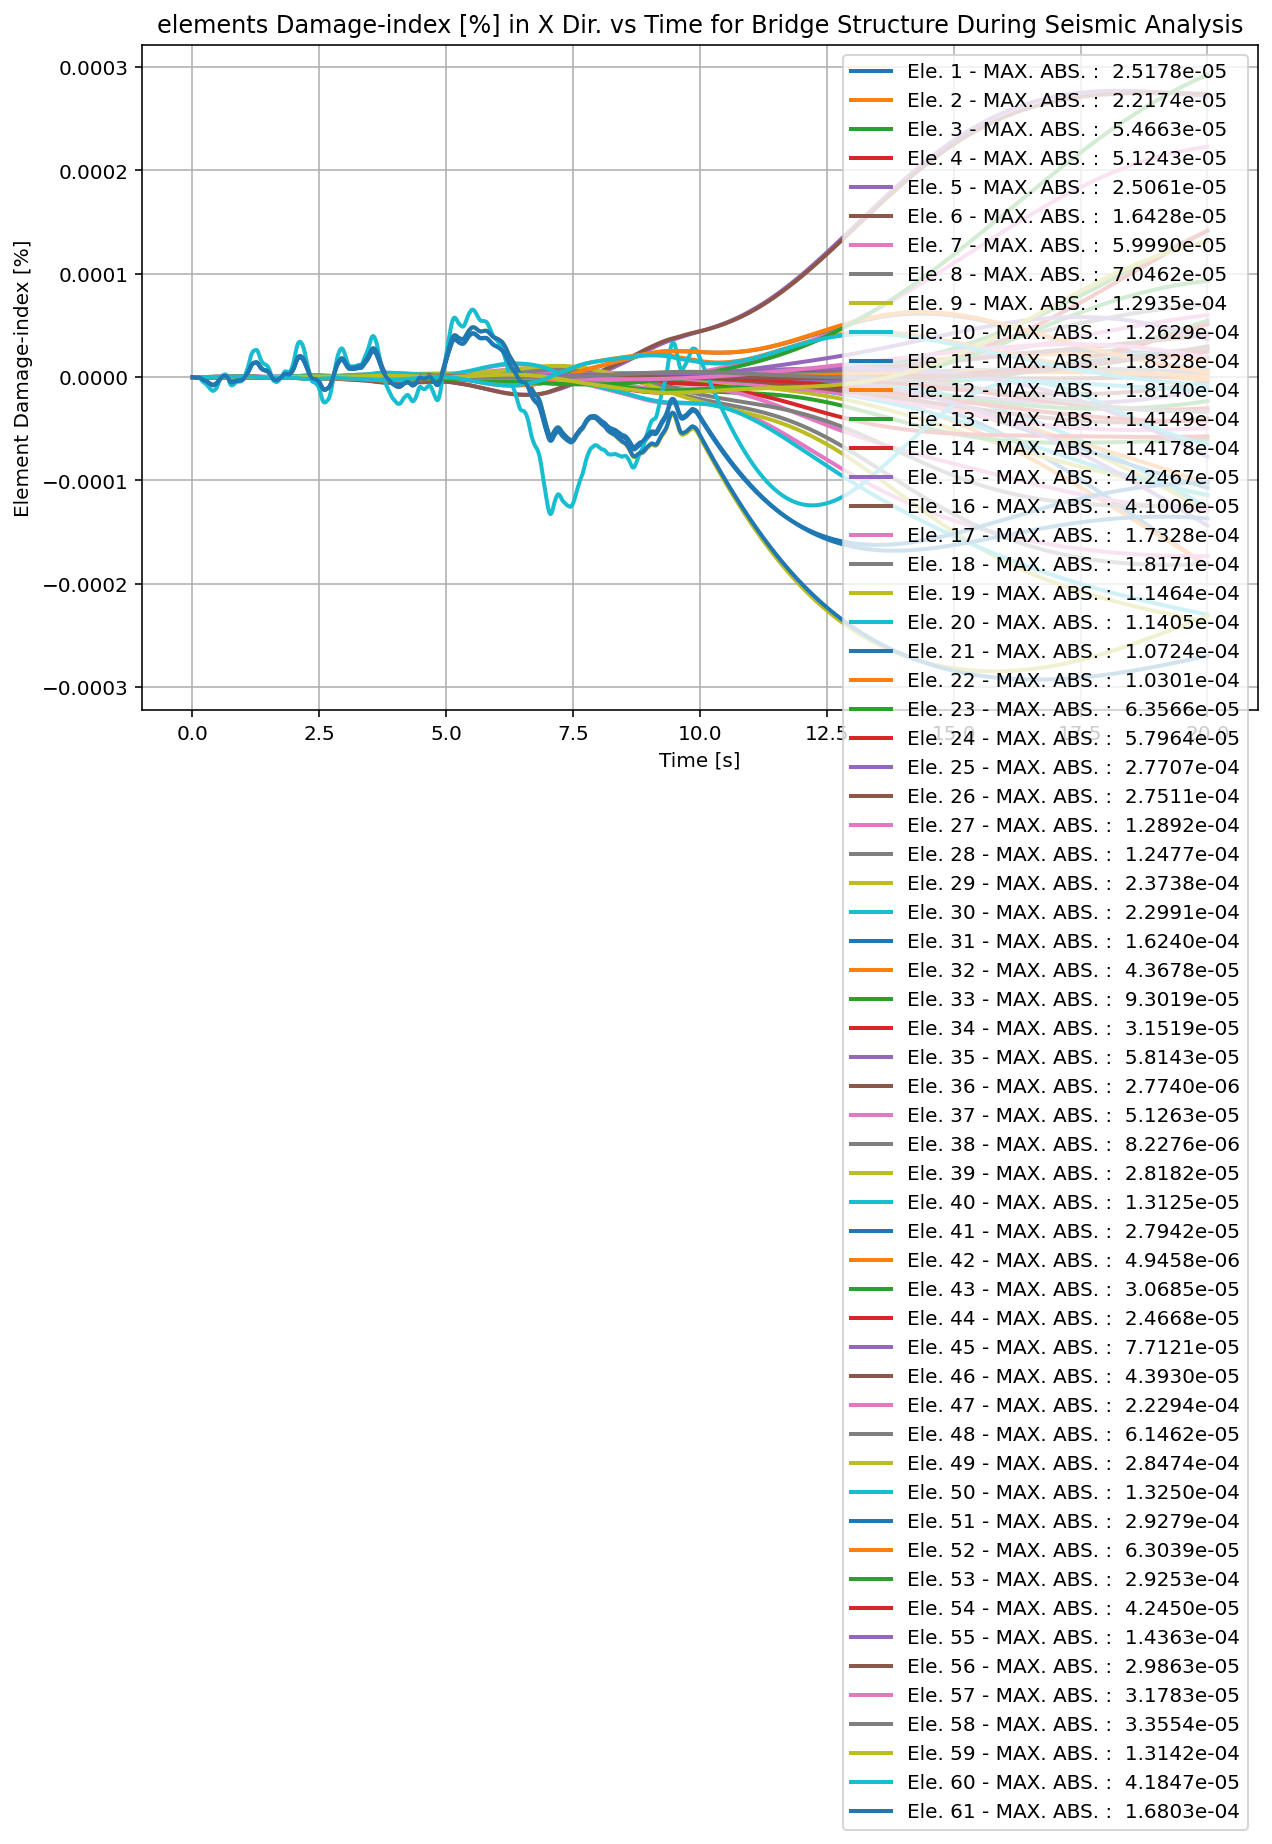 elements Damage-index [%] in X Dir. vs Time for Bridge Structure During Seismic Analysis
Element Damage-index [%]
0.0003
0.0002
0.0001
0.0000
−0.0001
−0.0002
−0.0003
0.0
2.5
5.0
7.5
10.0
12.5
15.0
17.5
20.0
Time [s]
Ele. 1 - MAX. ABS. : 2.5178e-05
Ele. 2 - MAX. ABS. : 2.2174e-05
Ele. 3 - MAX. ABS. : 5.4663e-05
Ele. 4 - MAX. ABS. : 5.1243e-05
Ele. 5 - MAX. ABS. : 2.5061e-05
Ele. 6 - MAX. ABS. : 1.6428e-05
Ele. 7 - MAX. ABS. : 5.9990e-05
Ele. 8 - MAX. ABS. : 7.0462e-05
Ele. 9 - MAX. ABS. : 1.2935e-04
Ele. 10 - MAX. ABS. : 1.2629e-04
Ele. 11 - MAX. ABS. : 1.8328e-04
Ele. 12 - MAX. ABS. : 1.8140e-04
Ele. 13 - MAX. ABS. : 1.4149e-04
Ele. 14 - MAX. ABS. : 1.4178e-04
Ele. 15 - MAX. ABS. : 4.2467e-05
Ele. 16 - MAX. ABS. : 4.1006e-05
Ele. 17 - MAX. ABS. : 1.7328e-04
Ele. 18 - MAX. ABS. : 1.8171e-04
Ele. 19 - MAX. ABS. : 1.1464e-04
Ele. 20 - MAX. ABS. : 1.1405e-04
Ele. 21 - MAX. ABS. : 1.0724e-04
Ele. 22 - MAX. ABS. : 1.0301e-04
Ele. 23 - MAX. ABS. : 6.3566e-05
Ele. 24 - MAX. ABS. : 5.7964e-05
Ele. 25 - MAX. ABS. : 2.7707e-04
Ele. 26 - MAX. ABS. : 2.7511e-04
Ele. 27 - MAX. ABS. : 1.2892e-04
Ele. 28 - MAX. ABS. : 1.2477e-04
Ele. 29 - MAX. ABS. : 2.3738e-04
Ele. 30 - MAX. ABS. : 2.2991e-04
Ele. 31 - MAX. ABS. : 1.6240e-04
Ele. 32 - MAX. ABS. : 4.3678e-05
Ele. 33 - MAX. ABS. : 9.3019e-05
Ele. 34 - MAX. ABS. : 3.1519e-05
Ele. 35 - MAX. ABS. : 5.8143e-05
Ele. 36 - MAX. ABS. : 2.7740e-06
Ele. 37 - MAX. ABS. : 5.1263e-05
Ele. 38 - MAX. ABS. : 8.2276e-06
Ele. 39 - MAX. ABS. : 2.8182e-05
Ele. 40 - MAX. ABS. : 1.3125e-05
Ele. 41 - MAX. ABS. : 2.7942e-05
Ele. 42 - MAX. ABS. : 4.9458e-06
Ele. 43 - MAX. ABS. : 3.0685e-05
Ele. 44 - MAX. ABS. : 2.4668e-05
Ele. 45 - MAX. ABS. : 7.7121e-05
Ele. 46 - MAX. ABS. : 4.3930e-05
Ele. 47 - MAX. ABS. : 2.2294e-04
Ele. 48 - MAX. ABS. : 6.1462e-05
Ele. 49 - MAX. ABS. : 2.8474e-04
Ele. 50 - MAX. ABS. : 1.3250e-04
Ele. 51 - MAX. ABS. : 2.9279e-04
Ele. 52 - MAX. ABS. : 6.3039e-05
Ele. 53 - MAX. ABS. : 2.9253e-04
Ele. 54 - MAX. ABS. : 4.2450e-05
Ele. 55 - MAX. ABS. : 1.4363e-04
Ele. 56 - MAX. ABS. : 2.9863e-05
Ele. 57 - MAX. ABS. : 3.1783e-05
Ele. 58 - MAX. ABS. : 3.3554e-05
Ele. 59 - MAX. ABS. : 1.3142e-04
Ele. 60 - MAX. ABS. : 4.1847e-05
Ele. 61 - MAX. ABS. : 1.6803e-04